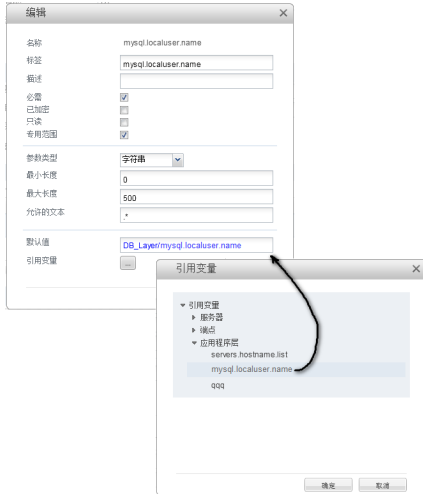 编辑
名称 mysql.localuser.name
标签 mysql.localuser.name
描述
必需
已加密
只读
专用范围
参数类型 字符串
最小长度 0
最大长度 500
允许的文本 .*
默认值 DB_Layer/mysql.localuser.name
引用变量 ...
引用变量
引用变量
服务器
端点
应用程序层
servers.hostname.list
mysql.localuser.name
qqq
确定 取消